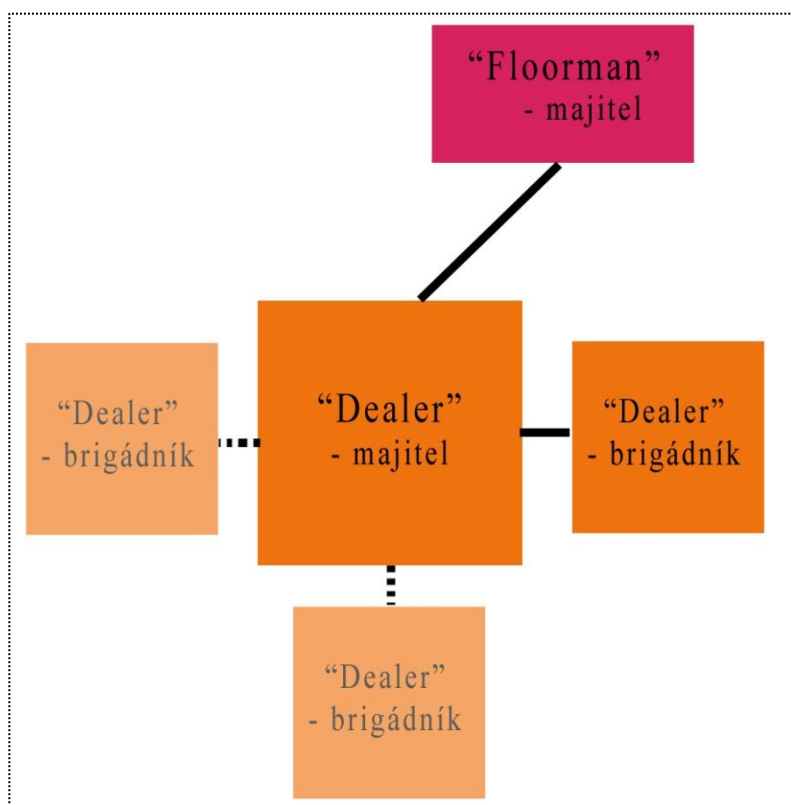 “Floorman”
- majitel
“Dealer”
- brigádník
“Dealer”
- majitel
“Dealer”
- brigádník
“Dealer”
- brigádník